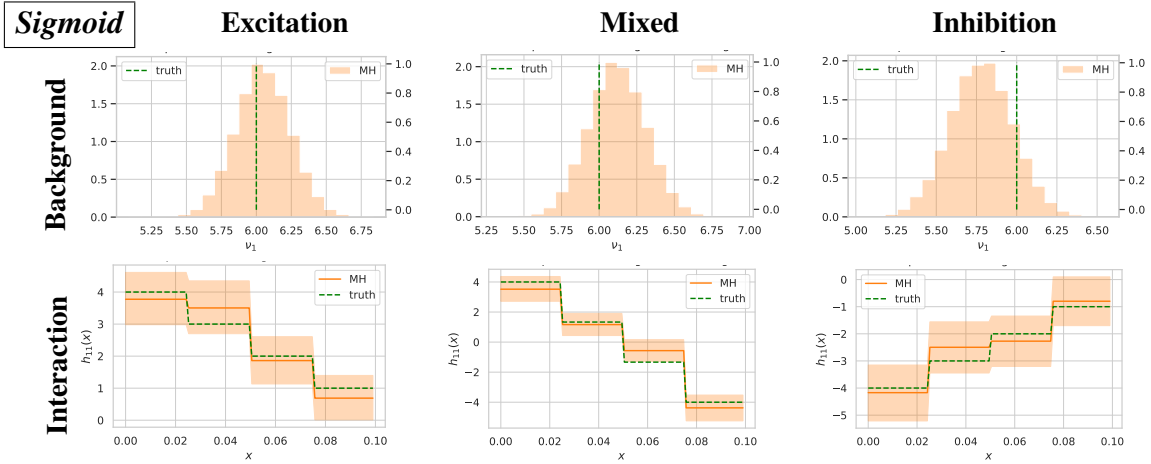 Sigmoid
Excitation
Mixed
Inhibition
Background
truth
MH
2.0
1.5
1.0
0.5
0.0
1.0
0.8
0.6
0.4
0.2
0.0
5.25 5.50 5.75 6.00 6.25 6.50 6.75
ν₁
truth
MH
2.0
1.5
1.0
0.5
0.0
1.0
0.8
0.6
0.4
0.2
0.0
5.25 5.50 5.75 6.00 6.25 6.50 6.75 7.00
ν₁
truth
MH
2.0
1.5
1.0
0.5
0.0
1.0
0.8
0.6
0.4
0.2
0.0
5.00 5.25 5.50 5.75 6.00 6.25 6.50
ν₁
Interaction
h₁₁(x)
4
3
2
1
0
MH
truth
0.00 0.02 0.04 0.06 0.08 0.10
x
h₁₁(x)
4
2
0
−2
−4
MH
truth
0.00 0.02 0.04 0.06 0.08 0.10
x
h₁₁(x)
0
−1
−2
−3
−4
−5
MH
truth
0.00 0.02 0.04 0.06 0.08 0.10
x